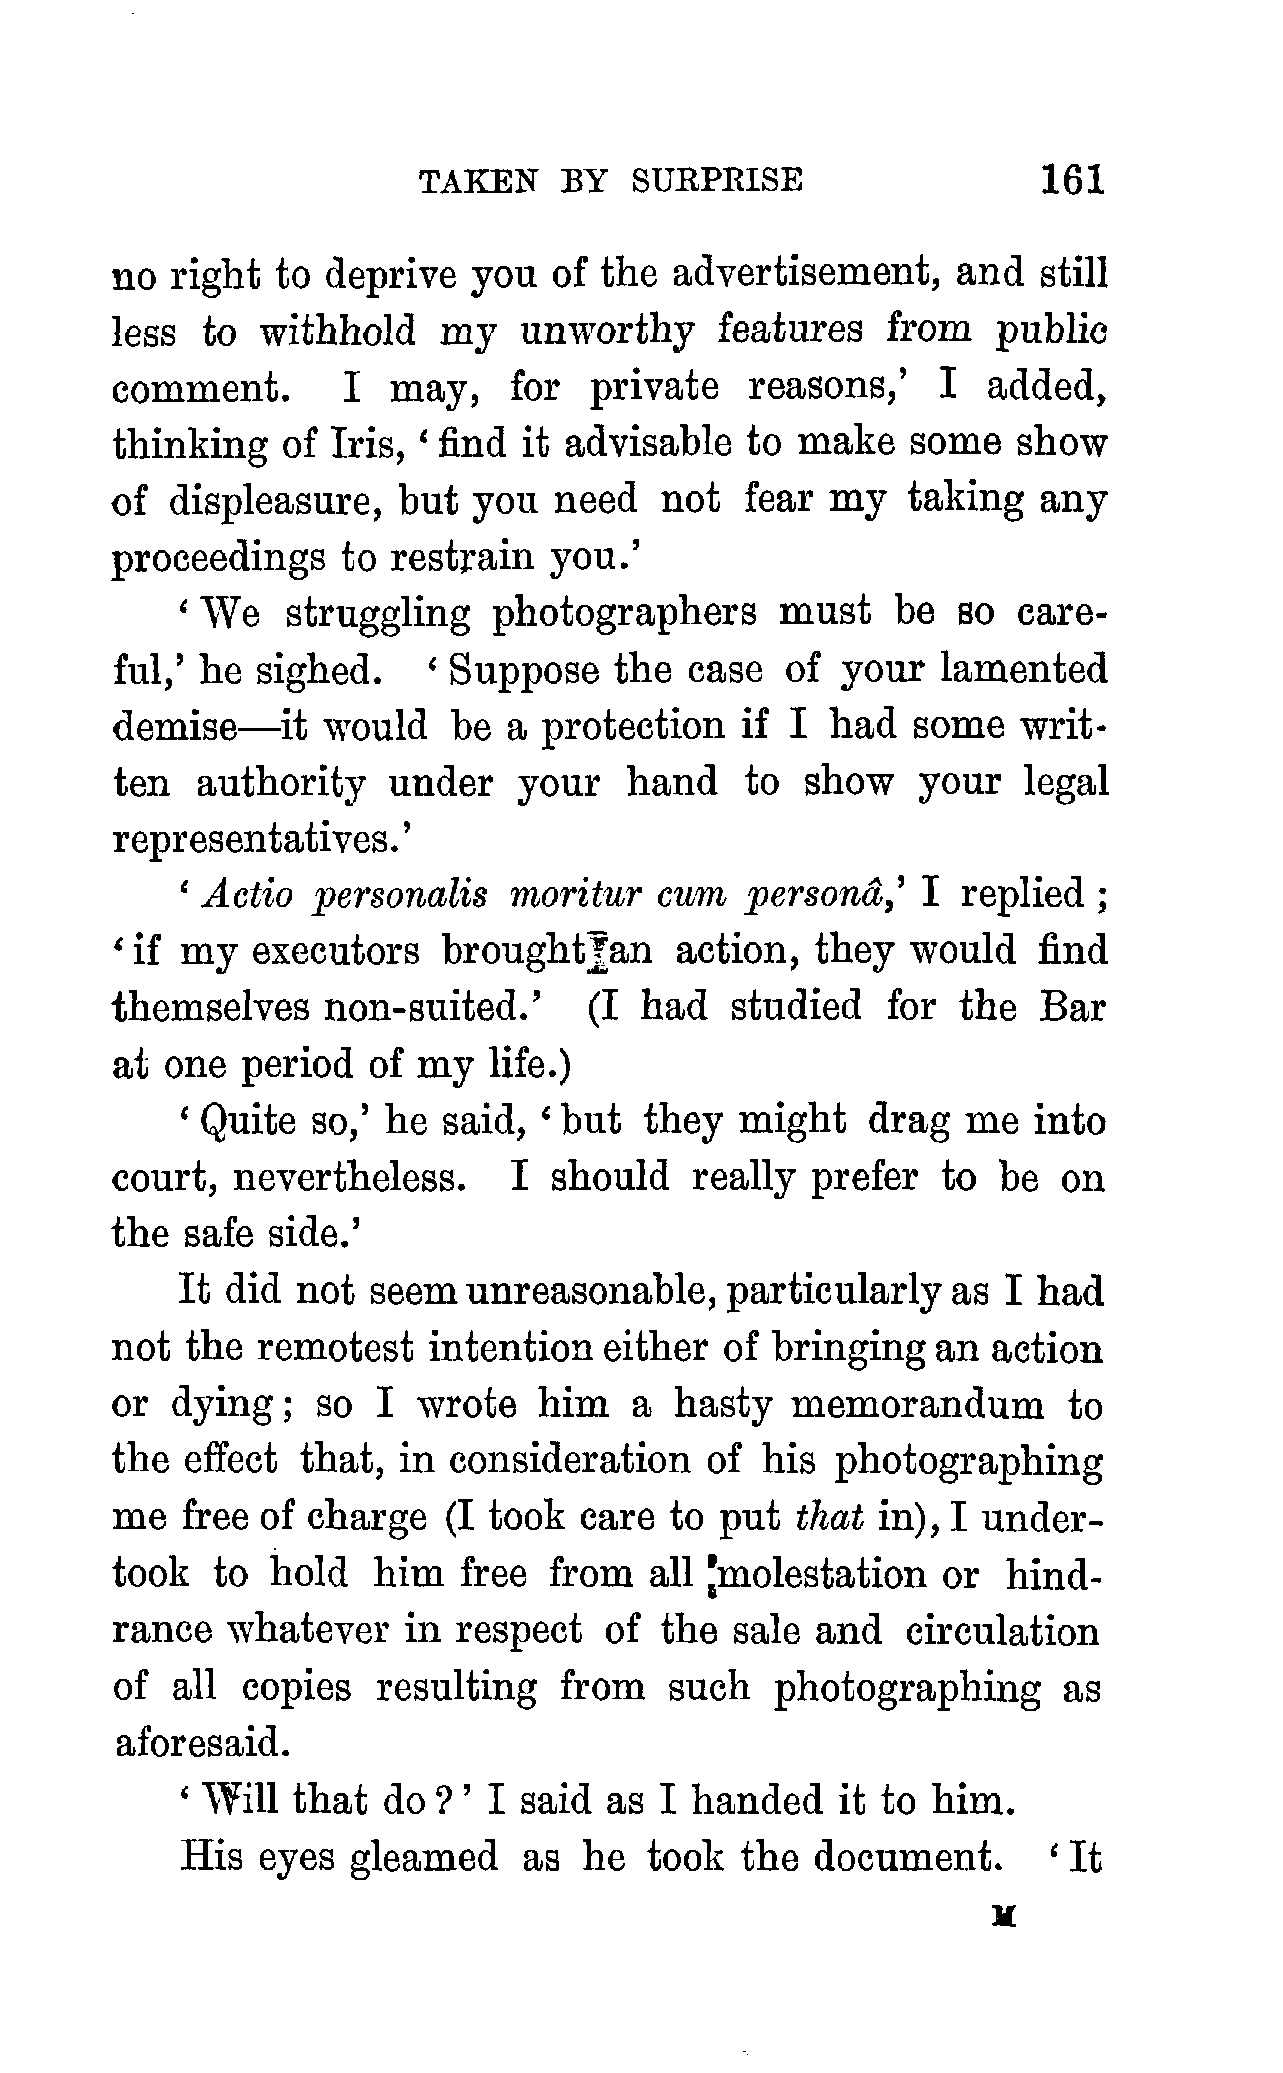 TAKEN BY SURPRISE 161
no right to deprive you of the advertisement, and still
less to withhold my unworthy features from public
comment. I may, for private reasons,’ I added,
thinking of Iris, ‘ find it advisable to make some show
of displeasure, but you need not fear my taking any
proceedings to restrain you.’
‘ We struggling photographers must be so care-
ful,’ he sighed. ‘ Suppose the case of your lamented
demise—it would be a protection if I had some writ-
ten authority under your hand to show your legal
representatives.’
‘ Actio personalis moritur cum personâ,’ I replied ;
‘ if my executors brought an action, they would find
themselves non-suited.’ (I had studied for the Bar
at one period of my life.)
‘ Quite so,’ he said, ‘ but they might drag me into
court, nevertheless. I should really prefer to be on
the safe side.’
It did not seem unreasonable, particularly as I had
not the remotest intention either of bringing an action
or dying ; so I wrote him a hasty memorandum to
the effect that, in consideration of his photographing
me free of charge (I took care to put that in), I under-
took to hold him free from all molestation or hind-
rance whatever in respect of the sale and circulation
of all copies resulting from such photographing as
aforesaid.
‘ Will that do ? ’ I said as I handed it to him.
His eyes gleamed as he took the document. ‘ It
M